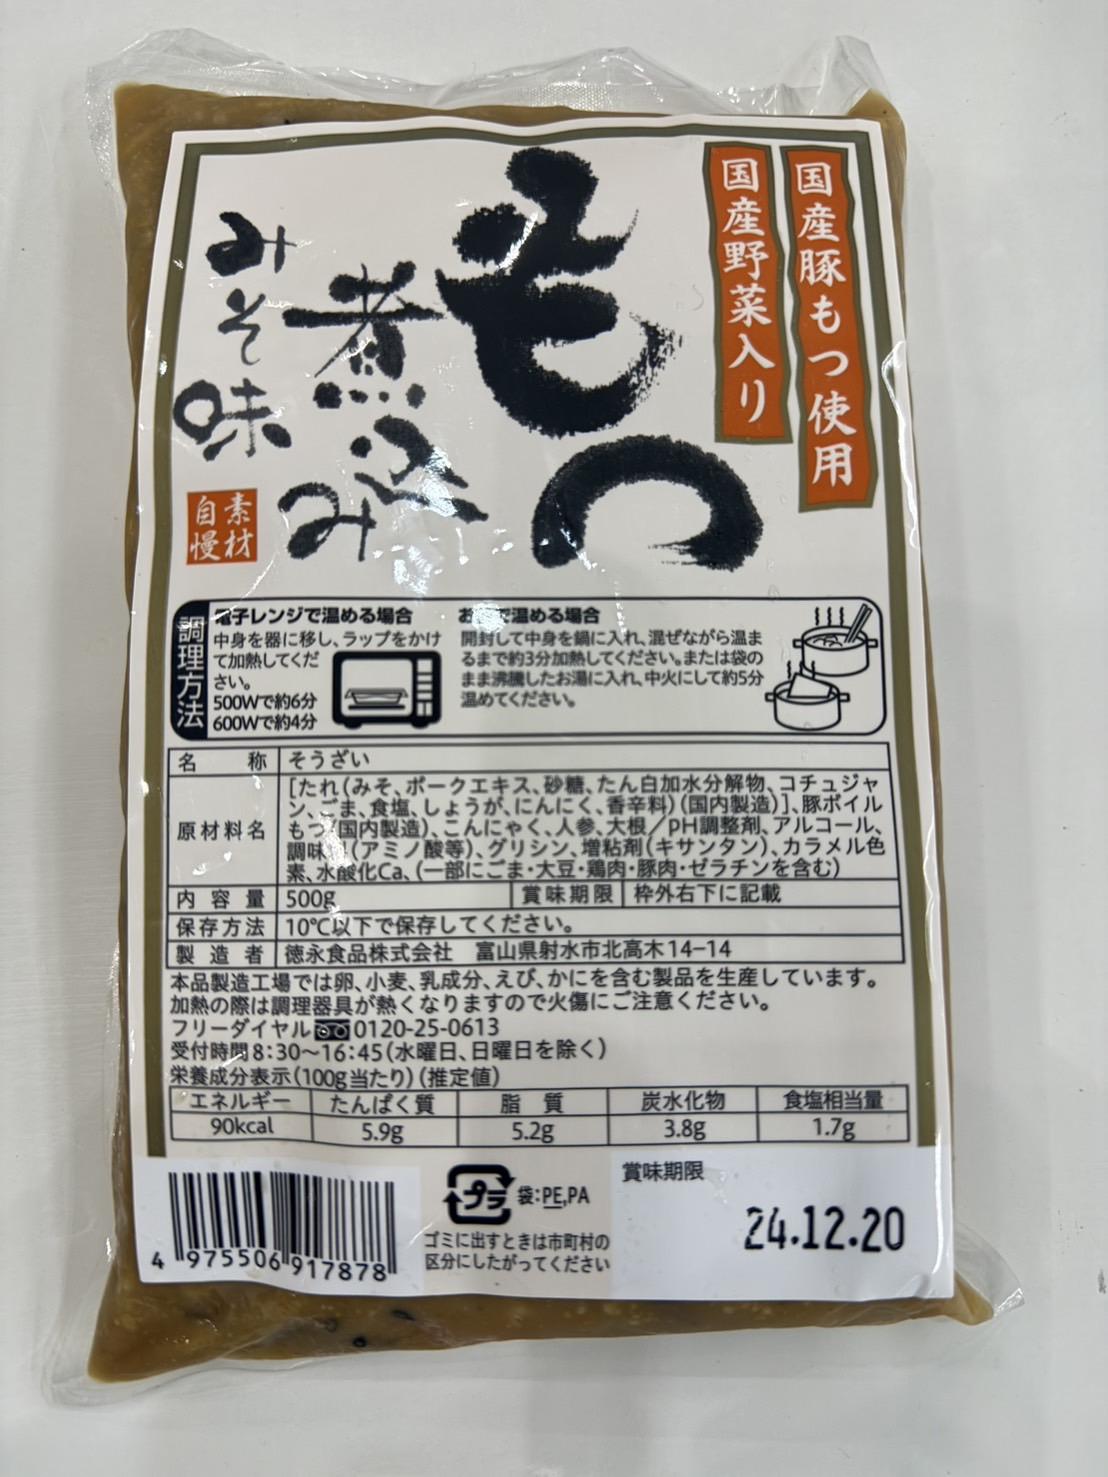 国産豚もつ使用
国産野菜入り
もつ
煮込み
みそ味
素材
自慢
調理方法
電子レンジで温める場合
中身を器に移し、ラップをかけ
て加熱してくだ
さい。
500Wで約6分
600Wで約4分
で温める場合
開封して中身を鍋に入れ、混ぜながら温ま
るまで約3分加熱してください。または袋の
まま沸騰したお湯に入れ、中火にして約5分
温めてください。
名称 そうざい
原材料名 [たれ(みそ、ポークエキス、砂糖、たん白加水分解物、コチュジャ
ン、ごま、食塩、しょうが、にんにく、香辛料)(国内製造)]、豚ボイル
もつ(国内製造)、こんにゃく、人参、大根/PH調整剤、アルコール、
調味料(アミノ酸等)、グリシン、増粘剤(キサンタン)、カラメル色
素、水酸化Ca、(一部にごま・大豆・鶏肉・豚肉・ゼラチンを含む)
内容量 500g 賞味期限 枠外右下に記載
保存方法 10℃以下で保存してください。
製造者 徳永食品株式会社 富山県射水市北高木14-14
本品製造工場では卵、小麦、乳成分、えび、かにを含む製品を生産しています。
加熱の際は調理器具が熱くなりますので火傷にご注意ください。
フリーダイヤル 0120-25-0613
受付時間8:30〜16:45(水曜日、日曜日を除く)
栄養成分表示(100g当たり)(推定値)
エネルギー たんぱく質 脂質 炭水化物 食塩相当量
90kcal 5.9g 5.2g 3.8g 1.7g
プラ 袋:PE,PA
ゴミに出すときは市町村の
区分にしたがってください
賞味期限
24.12.20
4 975506 917878